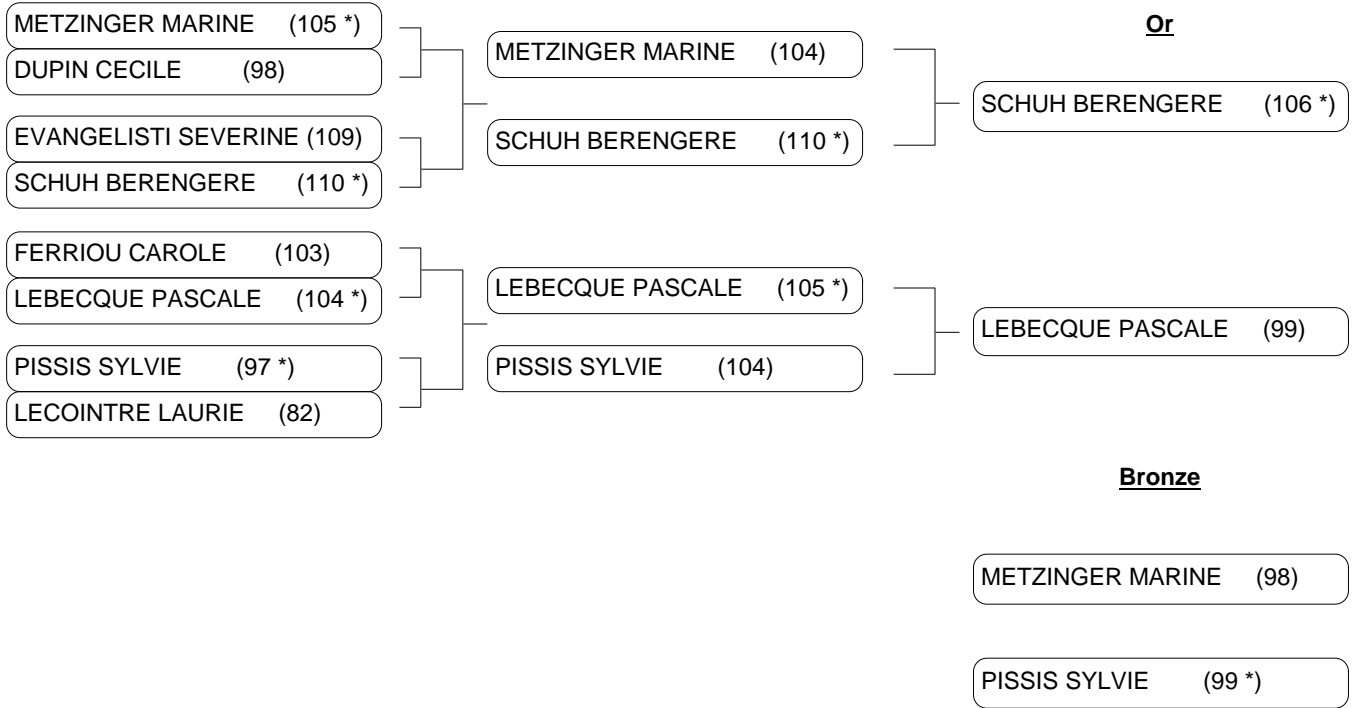 METZINGER MARINE (105 *)
DUPIN CECILE (98)
EVANGELISTI SEVERINE (109)
SCHUH BERENGERE (110 *)
FERRIOU CAROLE (103)
LEBECQUE PASCALE (104 *)
PISSIS SYLVIE (97 *)
LECOINTRE LAURIE (82)
METZINGER MARINE (104)
SCHUH BERENGERE (110 *)
LEBECQUE PASCALE (105 *)
PISSIS SYLVIE (104)
Or
SCHUH BERENGERE (106 *)
LEBECQUE PASCALE (99)
Bronze
METZINGER MARINE (98)
PISSIS SYLVIE (99 *)